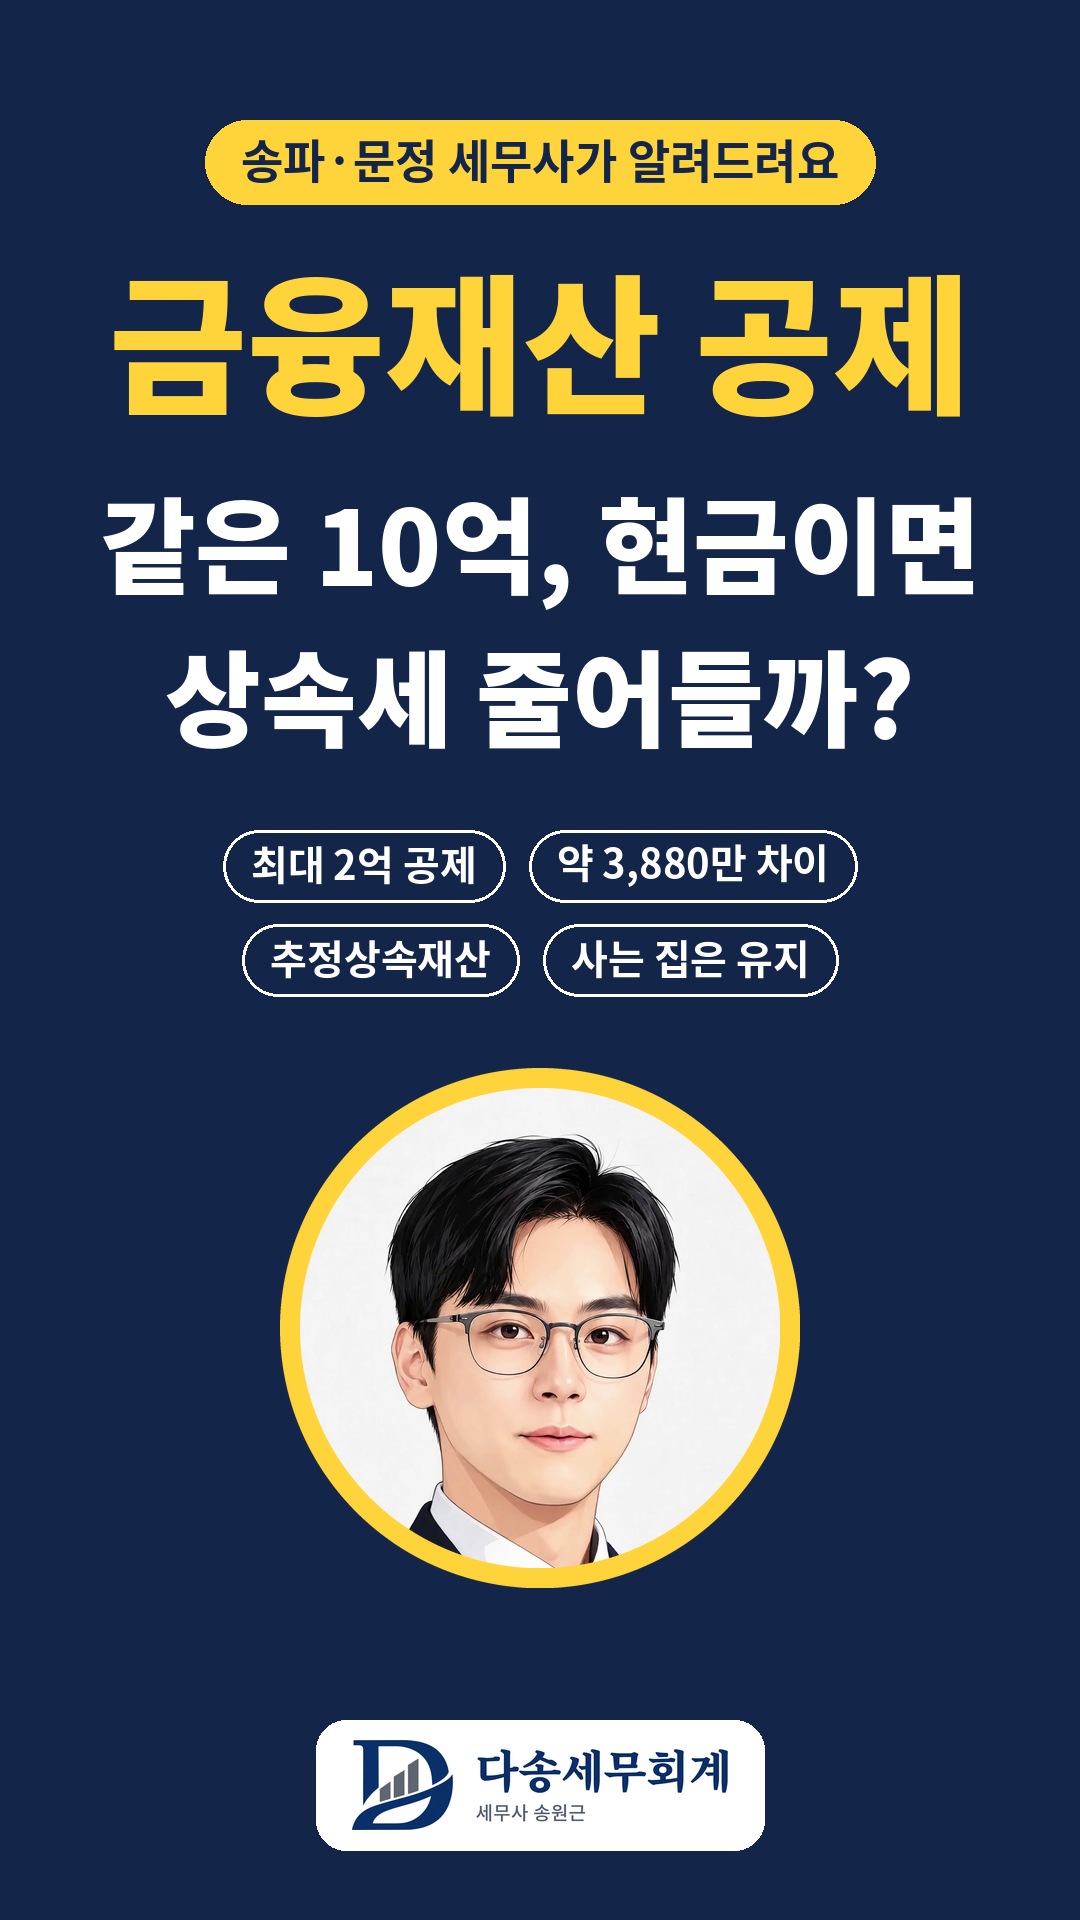 송파·문정 세무사가 알려드려요
금융재산 공제
같은 10억, 현금이면
상속세 줄어들까?
최대 2억 공제
약 3,880만 차이
추정상속재산
사는 집은 유지
다송세무회계
세무사 송원근